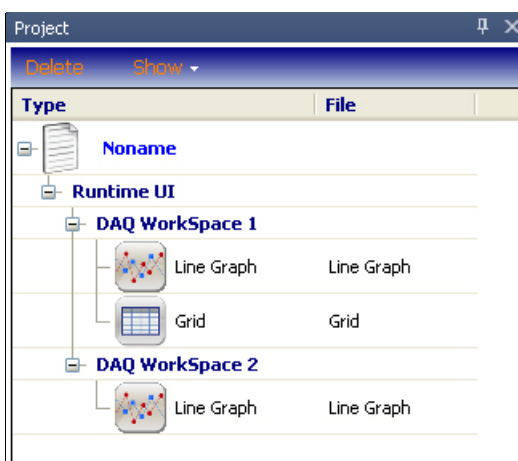 Project
Delete Show
Type File
Noname
Runtime UI
DAQ WorkSpace 1
Line Graph Line Graph
Grid Grid
DAQ WorkSpace 2
Line Graph Line Graph